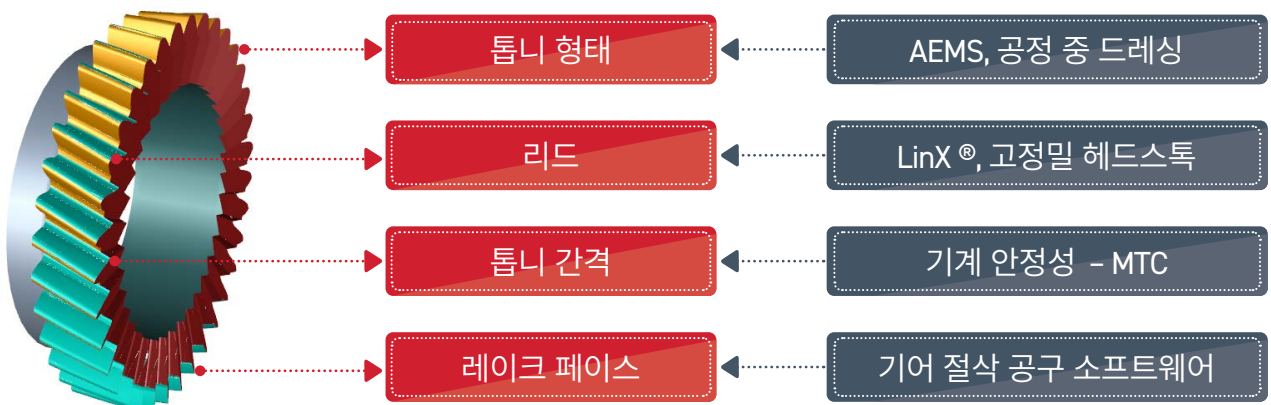 톱니 형태
AEMS, 공정 중 드레싱
리드
LinX ®, 고정밀 헤드스톡
톱니 간격
기계 안정성 – MTC
레이크 페이스
기어 절삭 공구 소프트웨어